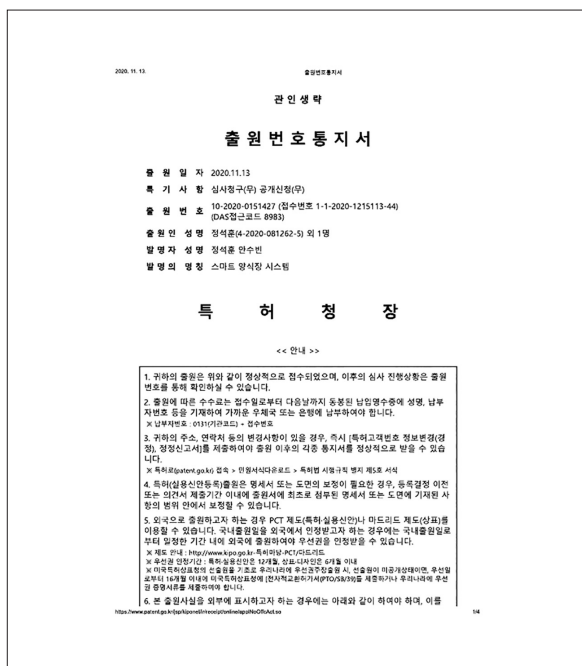 2020. 11. 13.
출원번호통지서
관인생략
출원번호통지서
출원일자 2020.11.13
특기사항 심사청구(무) 공개신청(무)
출원번호 10-2020-0151427 (접수번호 1-1-2020-1215113-44)
(DAS접근코드 8983)
출원인 성명 정석훈(4-2020-081262-5) 외 1명
발명자 성명 정석훈 안수빈
발명의 명칭 스마트 양식장 시스템
특허청장
<< 안내 >>
1. 귀하의 출원은 위와 같이 정상적으로 접수되었으며, 이후의 심사 진행상황은 출원
번호를 통해 확인하실 수 있습니다.
2. 출원에 따른 수수료는 접수일로부터 다음날까지 동봉된 납입영수증에 성명, 납부
자번호 등을 기재하여 가까운 우체국 또는 은행에 납부하여야 합니다.
※ 납부자번호 : 0131(기관코드) + 접수번호
3. 귀하의 주소, 연락처 등의 변경사항이 있을 경우, 즉시 [특허고객번호 정보변경(경
정), 정정신고서]를 제출하여야 출원 이후의 각종 통지서를 정상적으로 받을 수 있습
니다.
※ 특허로(patent.go.kr) 접속 > 민원서식다운로드 > 특허법 시행규칙 별지 제5호 서식
4. 특허(실용신안등록)출원은 명세서 또는 도면의 보정이 필요한 경우, 등록결정 이전
또는 의견서 제출기간 이내에 출원서에 최초로 첨부된 명세서 또는 도면에 기재된 사
항의 범위 안에서 보정할 수 있습니다.
5. 외국으로 출원하고자 하는 경우 PCT 제도(특허·실용신안)나 마드리드 제도(상표)를
이용할 수 있습니다. 국내출원일을 외국에서 인정받고자 하는 경우에는 국내출원일로
부터 일정한 기간 내에 외국에 출원하여야 우선권을 인정받을 수 있습니다.
※ 제도 안내 : http://www.kipo.go.kr-특허마당-PCT/마드리드
※ 우선권 인정기간 : 특허·실용신안은 12개월, 상표·디자인은 6개월 이내
※ 미국특허상표청의 선출원을 기초로 우리나라에 우선권주장출원 시, 선출원이 미공개상태이면, 우선일
로부터 16개월 이내에 미국특허상표청에 [전자적교환허가서(PTO/SB/39)를 제출하거나 우리나라에 우선
권 증명서류를 제출하여야 합니다.
6. 본 출원사실을 외부에 표시하고자 하는 경우에는 아래와 같이 하여야 하며, 이를
1/4